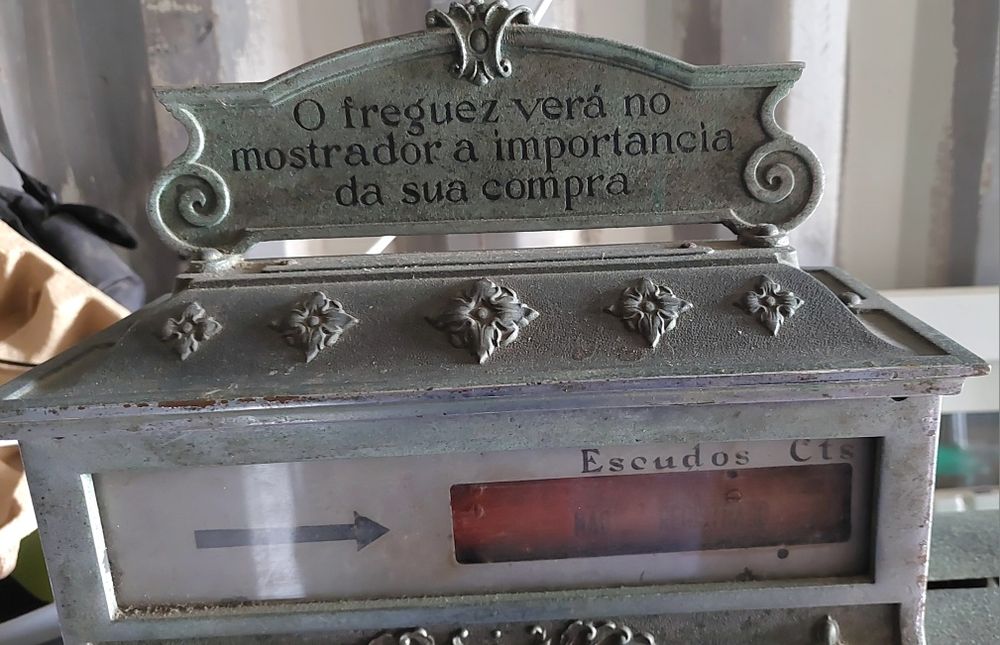 O freguez verá no
mostrador a importancia
da sua compra
Escudos Cts